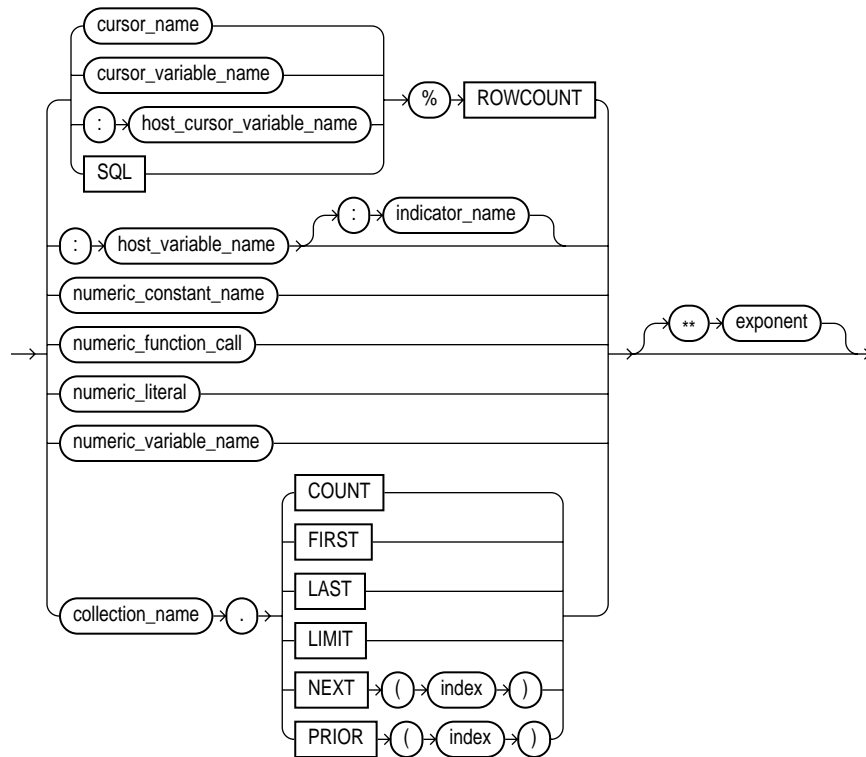 cursor_name
cursor_variable_name
: host_cursor_variable_name
SQL
% ROWCOUNT
: host_variable_name : indicator_name
numeric_constant_name
numeric_function_call
numeric_literal
numeric_variable_name
** exponent
collection_name .
COUNT
FIRST
LAST
LIMIT
NEXT ( index )
PRIOR ( index )